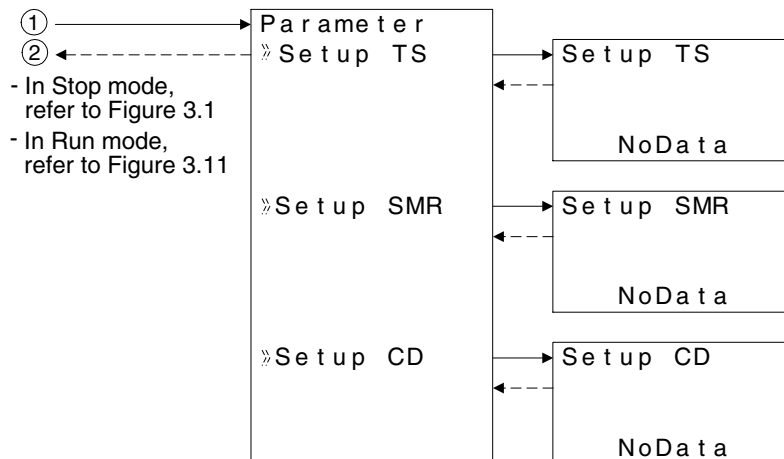 ① Parameter
② » Setup TS Setup TS
- In Stop mode,
refer to Figure 3.1
- In Run mode,
refer to Figure 3.11
NoData
» Setup SMR Setup SMR
NoData
» Setup CD Setup CD
NoData